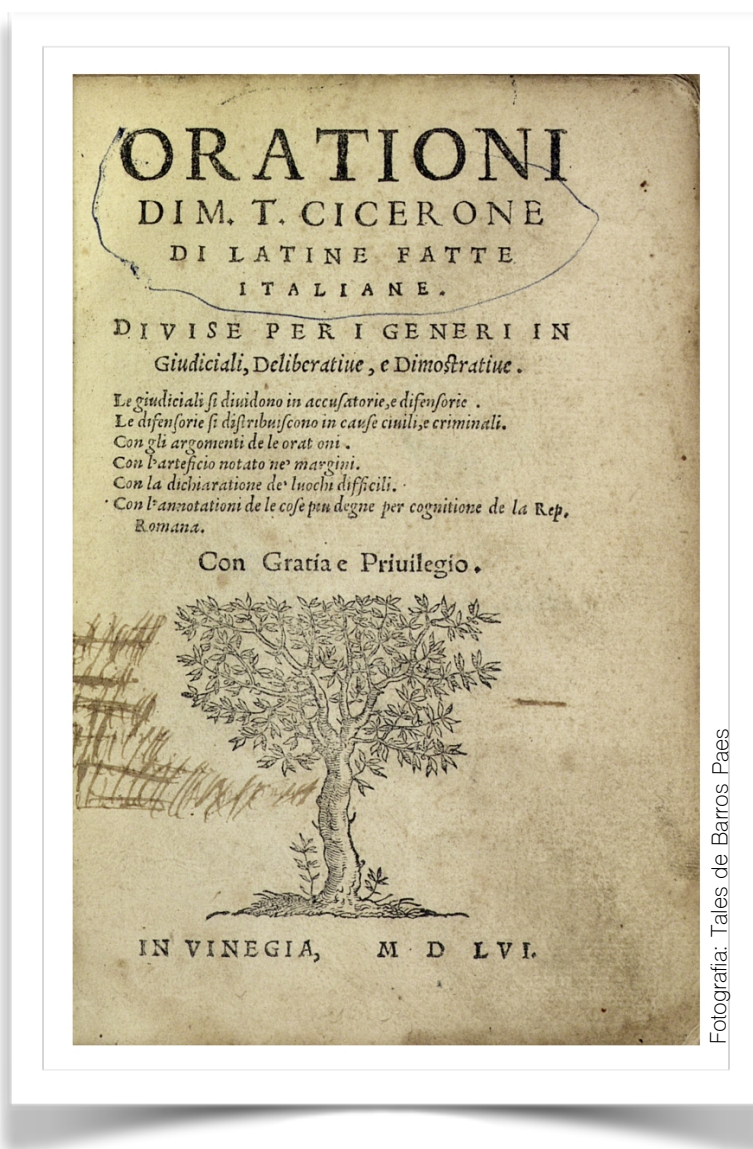 ORATIONI
DI M. T. CICERONE
DI LATINE FATTE
ITALIANE.
DIVISE PER I GENERI IN
Giudiciali, Deliberatiue, e Dimoſtratiue.
Le giudiciali ſi diuidono in accuſatorie, e difenſorie.
Le difenſorie ſi diſtribuiſcono in cauſe ciuili, e criminali.
Con gli argomenti de le orat oni.
Con l'arteficio notato ne' margini.
Con la dichiaratione de' luochi difficili.
Con l'annotationi de le coſe piu degne per cognitione de la Rep.
Romana.
Con Gratia e Priuilegio.
IN VINEGIA, M D LVI.
Fotografia: Tales de Barros Paes